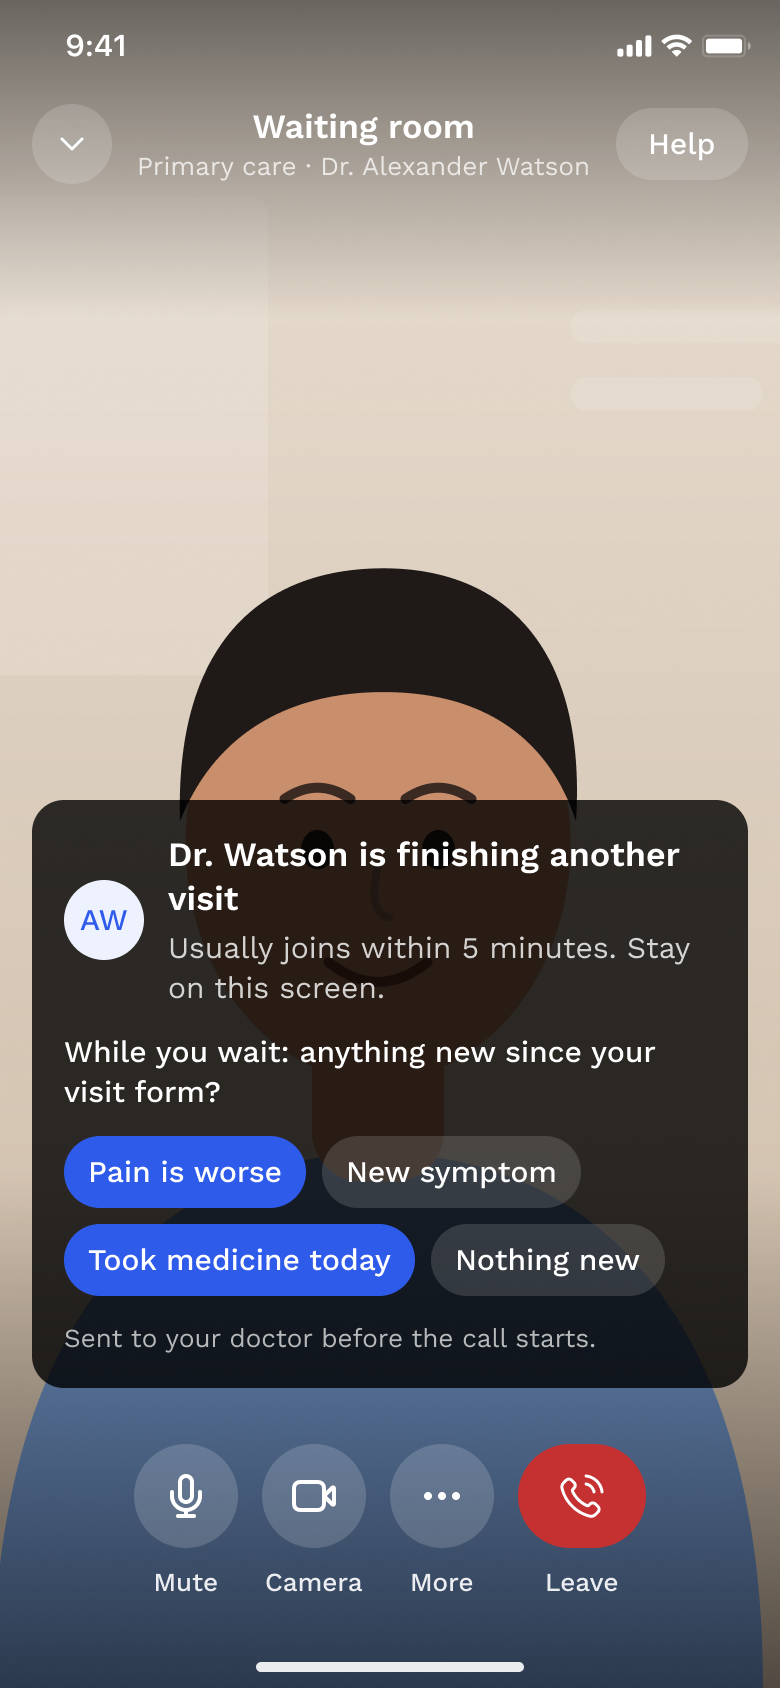 9:41
Waiting room
Help
Primary care · Dr. Alexander Watson
Dr. Watson is finishing another
visit
AW
Usually joins within 5 minutes. Stay
on this screen.
While you wait: anything new since your
visit form?
Pain is worse
New symptom
Took medicine today
Nothing new
Sent to your doctor before the call starts.
Mute
Camera
More
Leave